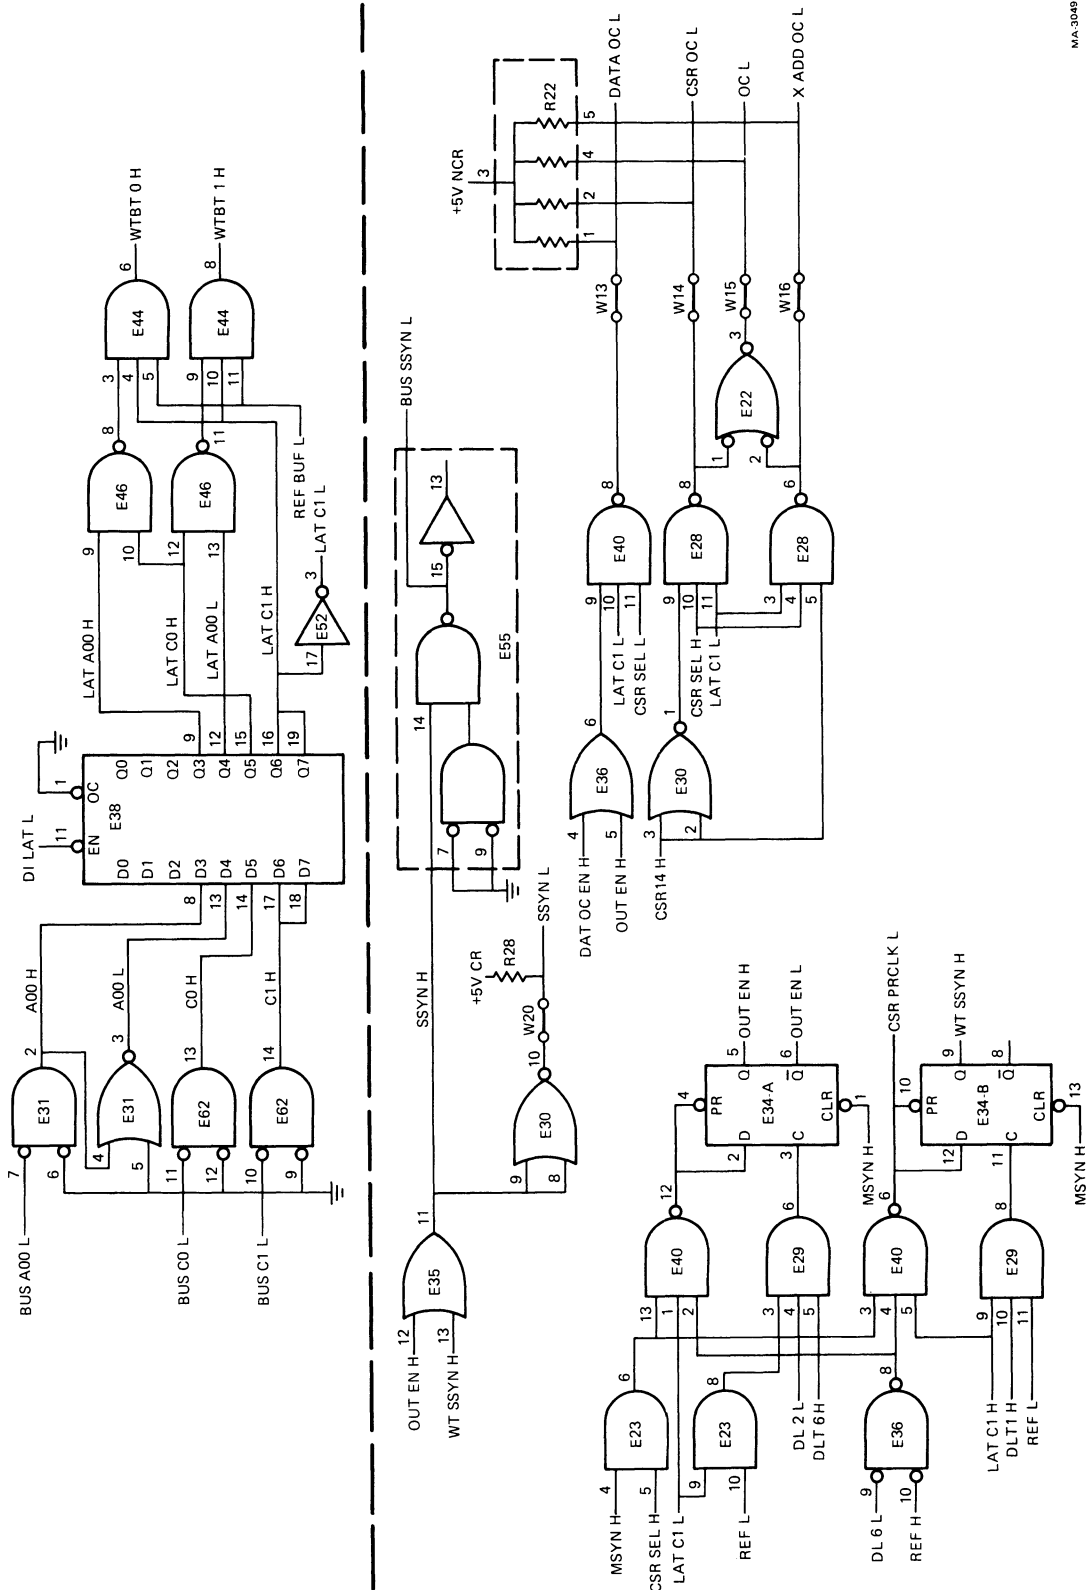 BUS A00 L
7
6
E31
2
A00 H
4
5
E31
3
A00 L
BUS C0 L
11
12
E62
13
C0 H
BUS C1 L
10
9
E62
14
C1 H
DI LAT L
11
1
EN
OC
E38
D0
D1
D2
D3
D4
D5
D6
D7
8
13
14
17
18
Q0
Q1
Q2
Q3
Q4
Q5
Q6
Q7
9
12
15
16
19
LAT A00 H
LAT C0 H
LAT A00 L
LAT C1 H
17
E52
3
LAT C1 L
REF BUF L
9
10
E46
8
12
13
E46
11
3
4
5
E44
6
WTBT 0 H
9
10
11
E44
8
WTBT 1 H
OUT EN H
12
WT SSYN H
13
E35
11
SSYN H
9
8
E30
10
W20
+5V CR
R28
SSYN L
7
9
14
E55
15
13
BUS SSYN L
MSYN H
4
CSR SEL H
5
E23
6
LAT C1 L
9
REF L
10
E23
8
DL 2 L
DLT 6 H
DL 6 L
9
REF H
10
E36
8
LAT C1 H
DLT1 H
REF L
13
1
2
E40
12
3
4
5
E29
6
3
4
5
E40
6
9
10
11
E29
8
4
PR
2
D
3
C
E34-A
Q
5
OUT EN H
Q
6
OUT EN L
CLR
1
MSYN H
CSR PRCLK L
10
PR
12
D
11
C
E34-B
Q
9
WT SSYN H
Q
8
CLR
13
MSYN H
DAT OC EN H
4
OUT EN H
5
E36
6
CSR14 H
3
2
E30
1
9
10
11
LAT C1 L
CSR SEL L
E40
8
9
10
11
CSR SEL H
LAT C1 L
E28
8
3
4
5
E28
6
1
2
E22
3
W13
W14
W15
W16
+5V NCR
3
R22
1
2
4
5
DATA OC L
CSR OC L
OC L
X ADD OC L
MA-3049